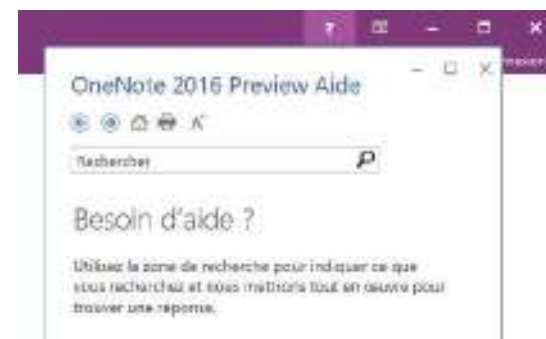 ?
OneNote 2016 Preview Aide
Rechercher
Besoin d'aide ?
Utilisez la zone de recherche pour indiquer ce que
vous recherchez et nous mettrons tout en œuvre pour
trouver une réponse.